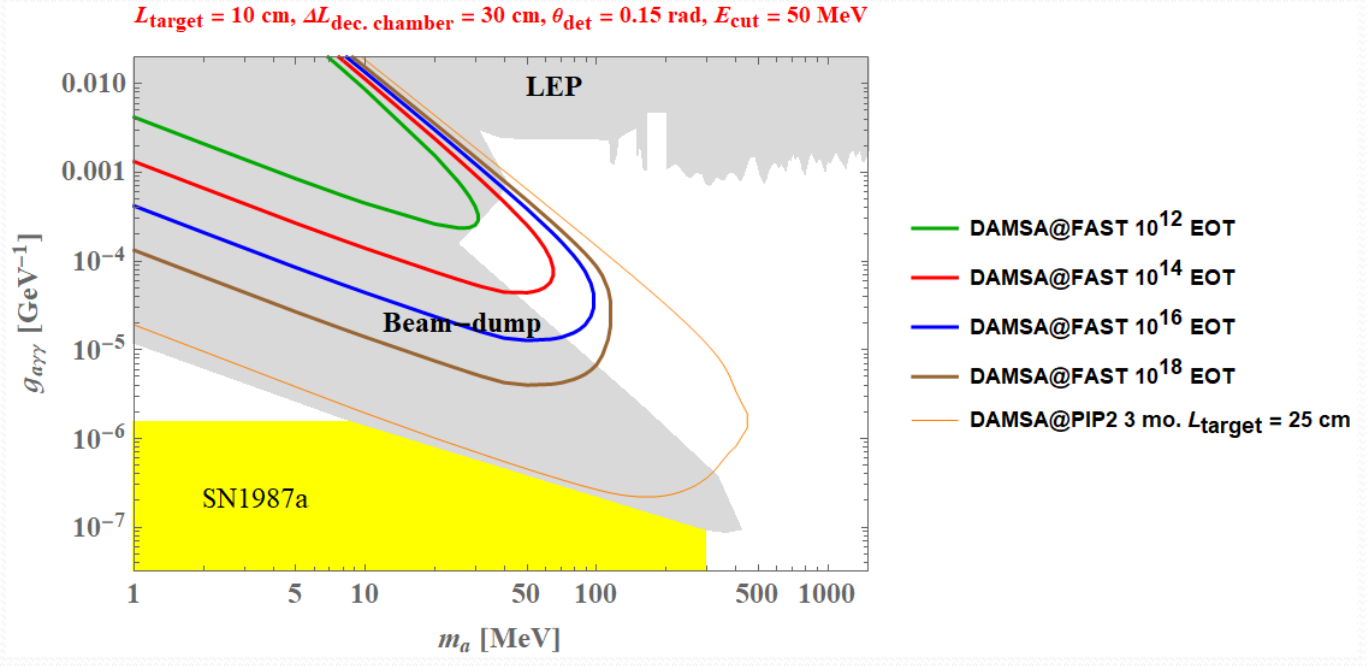 L_target = 10 cm, ΔL_dec. chamber = 30 cm, θ_det = 0.15 rad, E_cut = 50 MeV
LEP
0.010
0.001
10^-4
10^-5
10^-6
10^-7
g_aγγ [GeV^-1]
Beam-dump
SN1987a
1
5
10
50
100
500
1000
m_a [MeV]
DAMSA@FAST 10^12 EOT
DAMSA@FAST 10^14 EOT
DAMSA@FAST 10^16 EOT
DAMSA@FAST 10^18 EOT
DAMSA@PIP2 3 mo. L_target = 25 cm